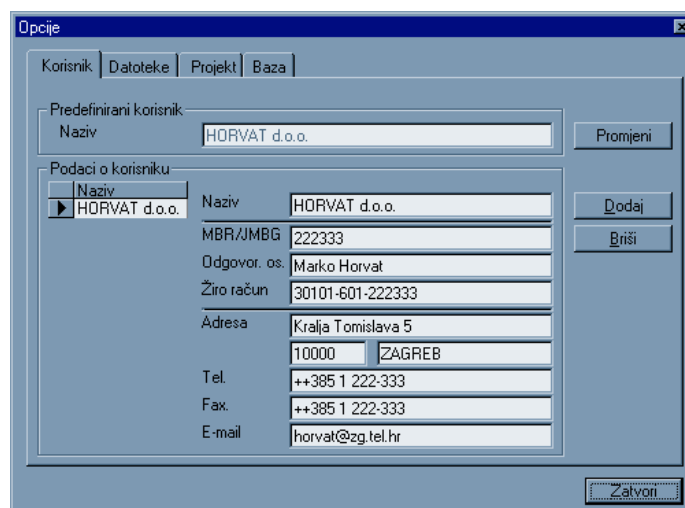 Opcije
Korisnik Datoteke Projekt Baza
Predefinirani korisnik
Naziv HORVAT d.o.o. Promjeni
Podaci o korisniku
Naziv
HORVAT d.o.o.
Naziv HORVAT d.o.o. Dodaj
MBR/JMBG 222333 Briši
Odgovor. os. Marko Horvat
Žiro račun 30101-601-222333
Adresa Kralja Tomislava 5
10000 ZAGREB
Tel. ++385 1 222-333
Fax. ++385 1 222-333
E-mail horvat@zg.tel.hr
Zatvori